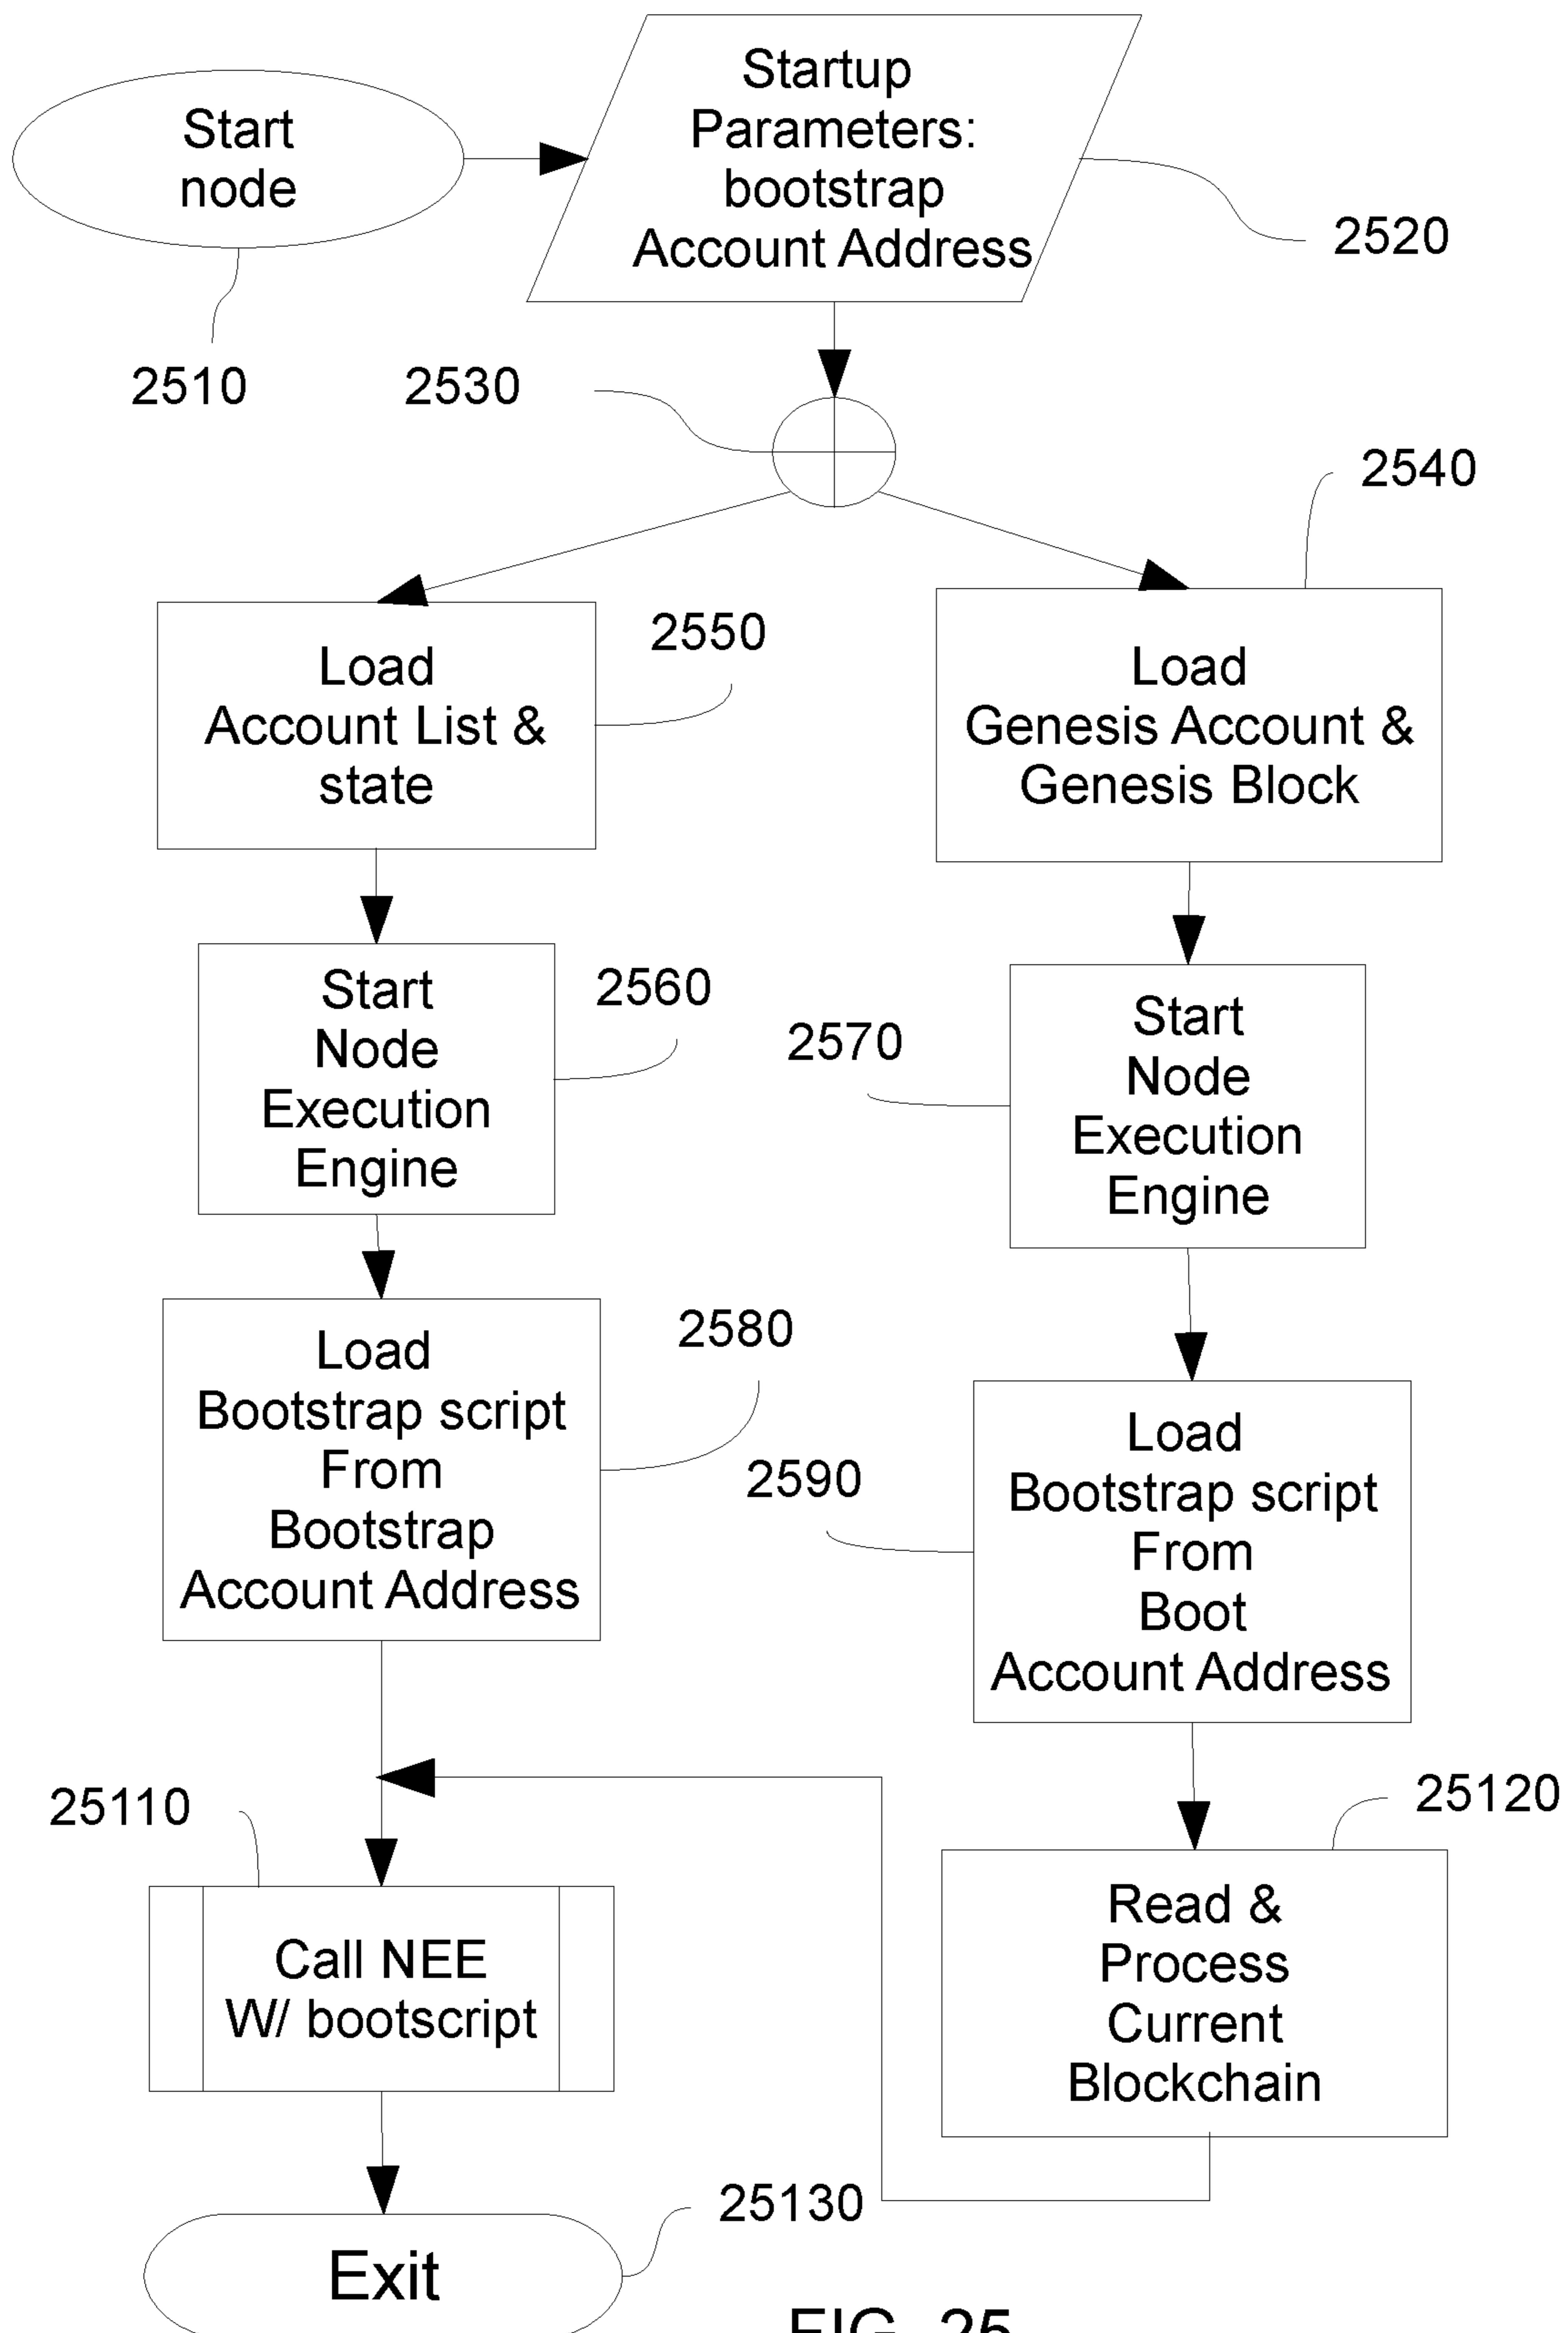 Start
node
Startup
Parameters:
bootstrap
Account Address
2520
2510
2530
2540
Load
Account List &
state
2550
Load
Genesis Account &
Genesis Block
Start
Node
Execution
Engine
2560
2570
Start
Node
Execution
Engine
Load
Bootstrap script
From
Bootstrap
Account Address
2580
2590
Load
Bootstrap script
From
Boot
Account Address
25110
25120
Call NEE
W/ bootscript
Read &
Process
Current
Blockchain
25130
Exit
FIG. 25